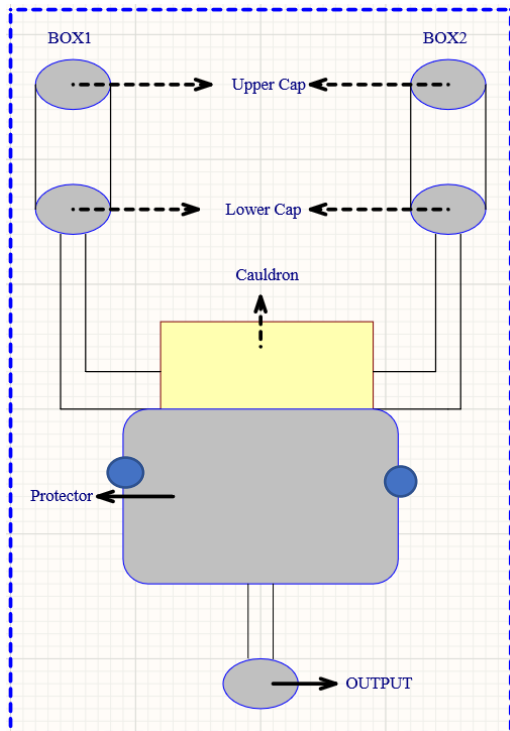 BOX1
BOX2
Upper Cap
Lower Cap
Cauldron
Protector
OUTPUT